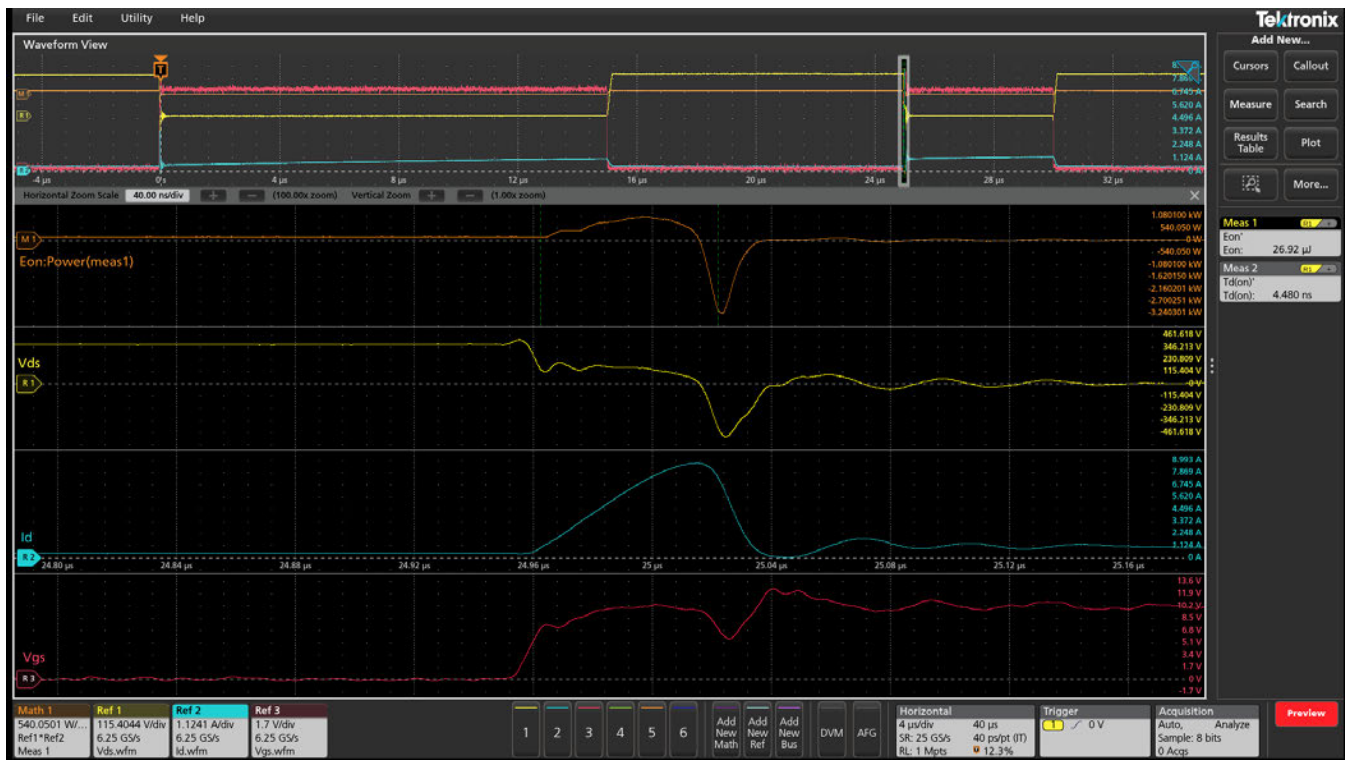 File Edit Utility Help
Tektronix
Waveform View
Add New...
Cursors Callout
Measure Search
Results Table Plot
More...
T
M 1
R 1
R 2
7.869 A
6.745 A
5.620 A
4.496 A
3.372 A
2.248 A
1.124 A
0 A
-4 µs 0 s 4 µs 8 µs 12 µs 16 µs 20 µs 24 µs 28 µs 32 µs
Horizontal Zoom Scale 40.00 ns/div + − (100.00x zoom) Vertical Zoom + − (1.00x zoom)
M 1
Eon:Power(meas1)
1.080100 kW
540.050 W
0 W
-540.050 W
-1.080100 kW
-1.620150 kW
-2.160201 kW
-2.700251 kW
-3.240301 kW
Meas 1 R1
Eon'
Eon: 26.92 µJ
Meas 2 R1
Td(on)'
Td(on): 4.480 ns
Vds
R 1
461.618 V
346.213 V
230.809 V
115.404 V
-0 V
-115.404 V
-230.809 V
-346.213 V
-461.618 V
Id
R 2
8.993 A
7.869 A
6.745 A
5.620 A
4.496 A
3.372 A
2.248 A
1.124 A
0 A
24.80 µs 24.84 µs 24.88 µs 24.92 µs 24.96 µs 25 µs 25.04 µs 25.08 µs 25.12 µs 25.16 µs
Vgs
R 3
13.6 V
11.9 V
10.2 V
8.5 V
6.8 V
5.1 V
3.4 V
1.7 V
0 V
-1.7 V
Math 1
540.0501 W/...
Ref1*Ref2
Meas 1
Ref 1
115.4044 V/div
6.25 GS/s
Vds.wfm
Ref 2
1.1241 A/div
6.25 GS/s
Id.wfm
Ref 3
1.7 V/div
6.25 GS/s
Vgs.wfm
1 2 3 4 5 6
Add New Math
Add New Ref
Add New Bus
DVM
AFG
Horizontal
4 µs/div 40 µs
SR: 25 GS/s 40 ps/pt (IT)
RL: 1 Mpts 12.3%
Trigger
1 0 V
Acquisition
Auto, Analyze
Sample: 8 bits
0 Acqs
Preview